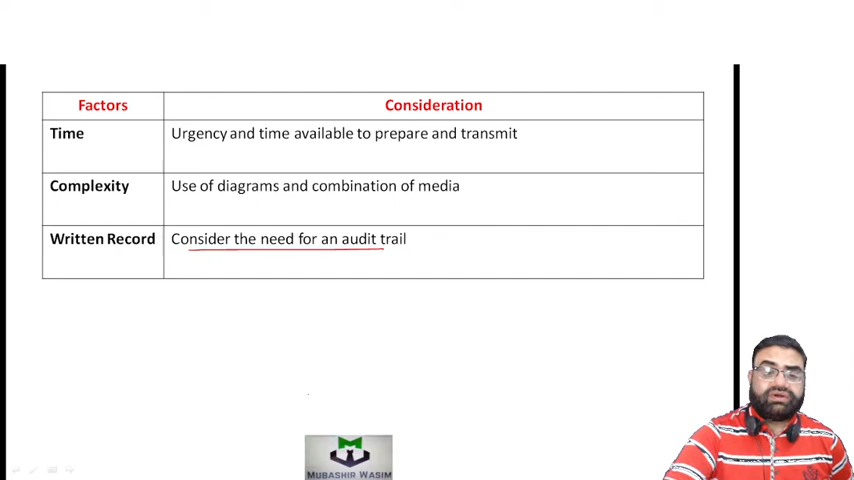 Factors Consideration
Time Urgency and time available to prepare and transmit
Complexity Use of diagrams and combination of media
Written Record Consider the need for an audit trail
MUBASHIR WASIM